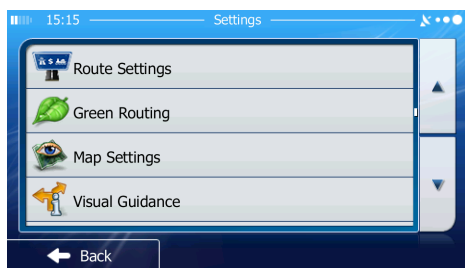 15:15
Settings
Route Settings
Green Routing
Map Settings
Visual Guidance
Back